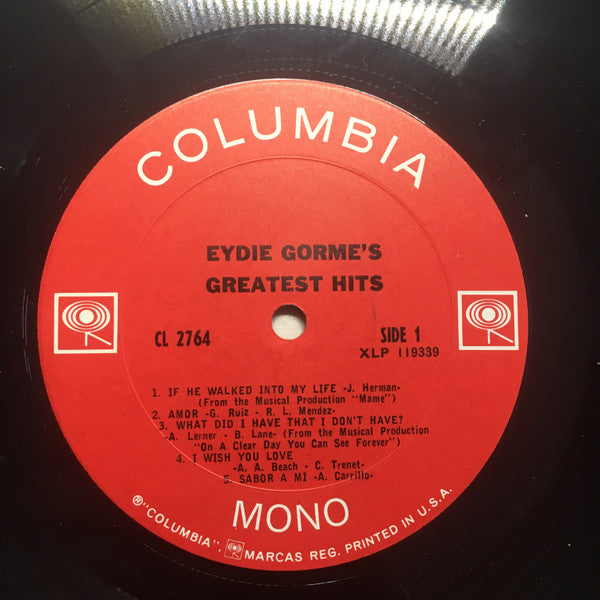 COLUMBIA
EYDIE GORME'S
GREATEST HITS
CL 2764
SIDE 1
XLP 119339
1. IF HE WALKED INTO MY LIFE -J. Herman-
(From the Musical Production "Mame")
2. AMOR -G. Ruiz - R. L. Mendez-
3. WHAT DID I HAVE THAT I DON'T HAVE?
-A. Lerner - B. Lane- (From the Musical Production
"On A Clear Day You Can See Forever")
4. I WISH YOU LOVE
-A. A. Beach - C. Trenet-
5. SABOR A MI -A. Carrillo-
MONO
®"COLUMBIA", MARCAS REG. PRINTED IN U.S.A.